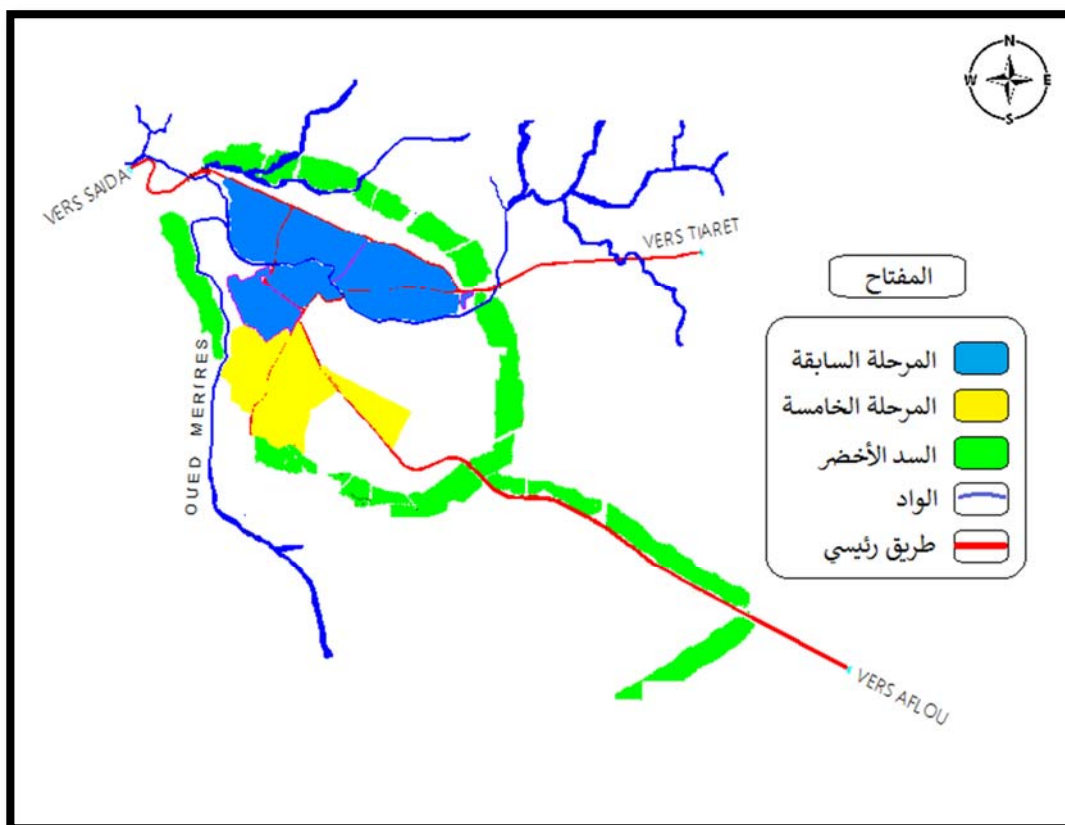 N
W E
S
VERS SAIDA
VERS TIARET
OUED MERIRES
VERS AFLOU
المفتاح
المرحلة السابقة
المرحلة الخامسة
السد الأخضر
الواد
طريق رئيسي